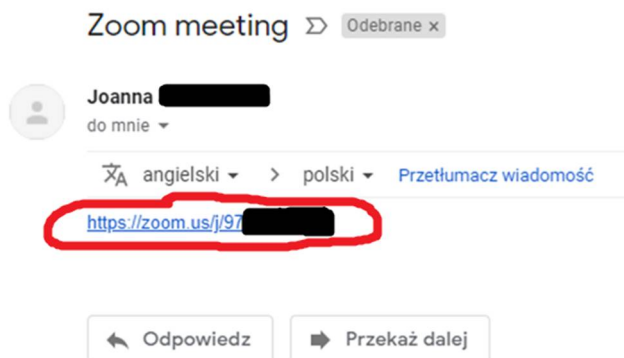 Zoom meeting Odebrane x
Joanna
do mnie
angielski > polski Przetłumacz wiadomość
https://zoom.us/j/97
Odpowiedz Przekaż dalej